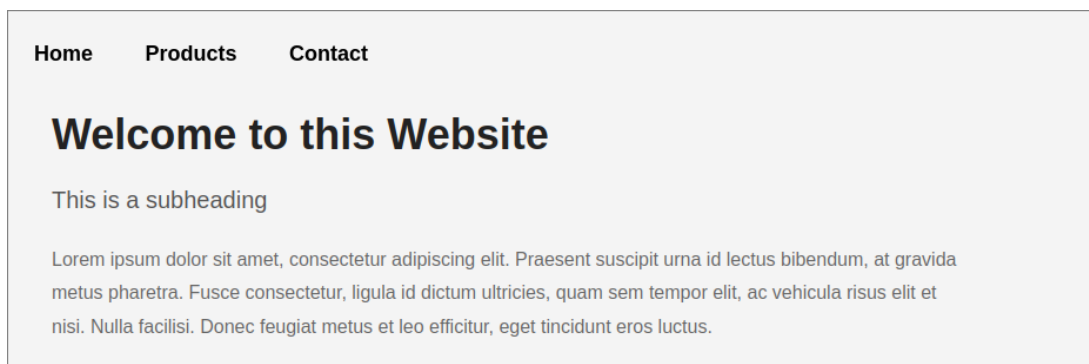 Home Products Contact
Welcome to this Website
This is a subheading
Lorem ipsum dolor sit amet, consectetur adipiscing elit. Praesent suscipit urna id lectus bibendum, at gravida
metus pharetra. Fusce consectetur, ligula id dictum ultricies, quam sem tempor elit, ac vehicula risus elit et
nisi. Nulla facilisi. Donec feugiat metus et leo efficitur, eget tincidunt eros luctus.